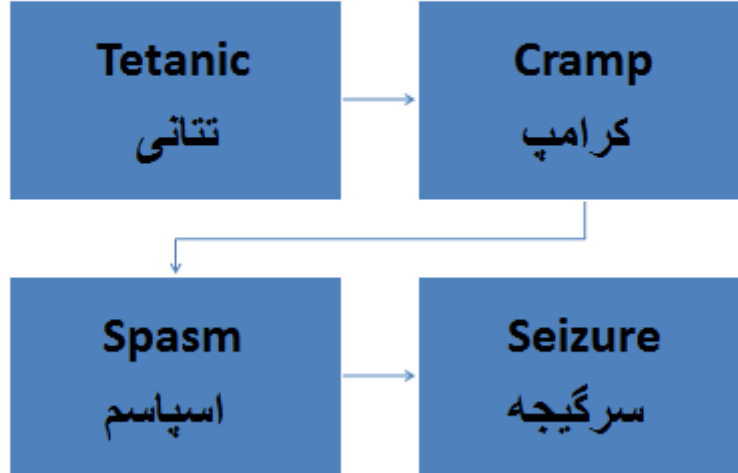 Tetanic
تتانی
Cramp
کرامپ
Spasm
اسپاسم
Seizure
سرگیجه